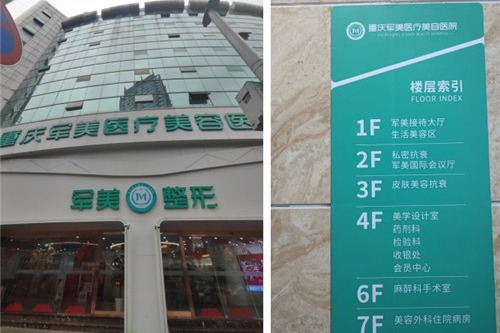 重庆军美医疗美容医
军美 M 整形
重庆军美医疗美容医院
楼层索引
FLOOR INDEX
1F 军美接待大厅
生活美容区
2F 私密抗衰
军美国际会议厅
3F 皮肤美容抗衰
4F 美学设计室
药剂科
检验科
收银处
会员中心
6F 麻醉科手术室
7F 美容外科住院病房